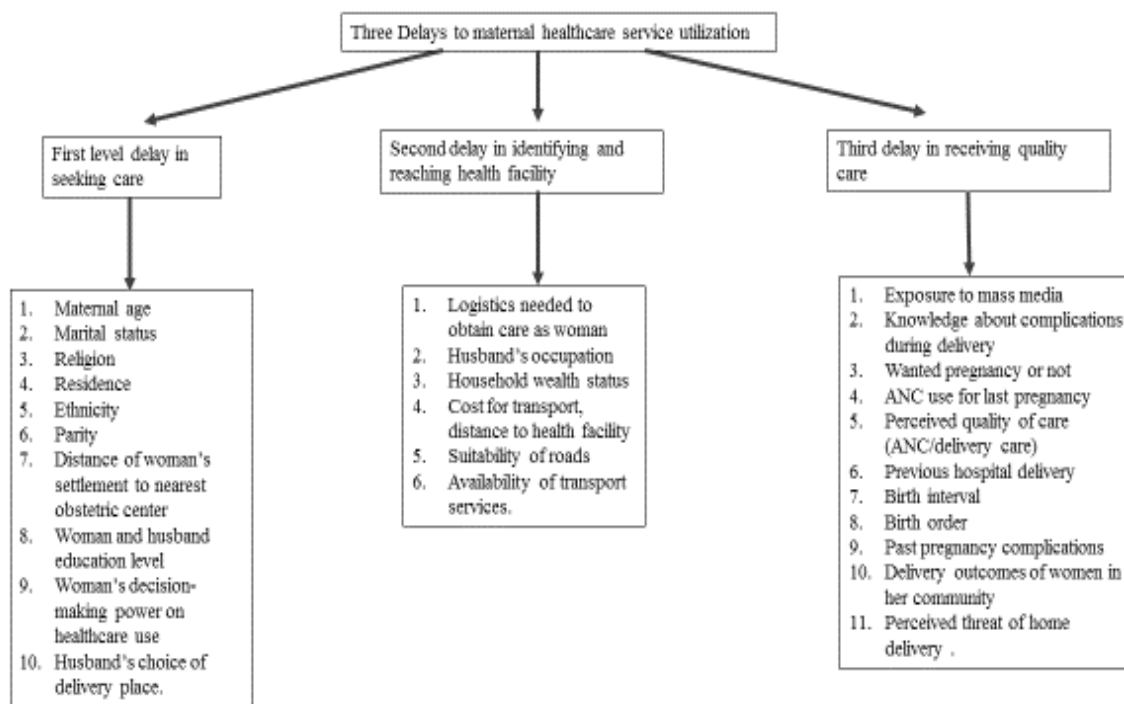 Three Delays to maternal healthcare service utilization
First level delay in
seeking care
Second delay in identifying and
reaching health facility
Third delay in receiving quality
care
1. Maternal age
2. Marital status
3. Religion
4. Residence
5. Ethnicity
6. Parity
7. Distance of woman's
settlement to nearest
obstetric center
8. Woman and husband
education level
9. Woman's decision-
making power on
healthcare use
10. Husband's choice of
delivery place.
1. Logistics needed to
obtain care as woman
2. Husband's occupation
3. Household wealth status
4. Cost for transport,
distance to health facility
5. Suitability of roads
6. Availability of transport
services.
1. Exposure to mass media
2. Knowledge about complications
during delivery
3. Wanted pregnancy or not
4. ANC use for last pregnancy
5. Perceived quality of care
(ANC/delivery care)
6. Previous hospital delivery
7. Birth interval
8. Birth order
9. Past pregnancy complications
10. Delivery outcomes of women in
her community
11. Perceived threat of home
delivery .